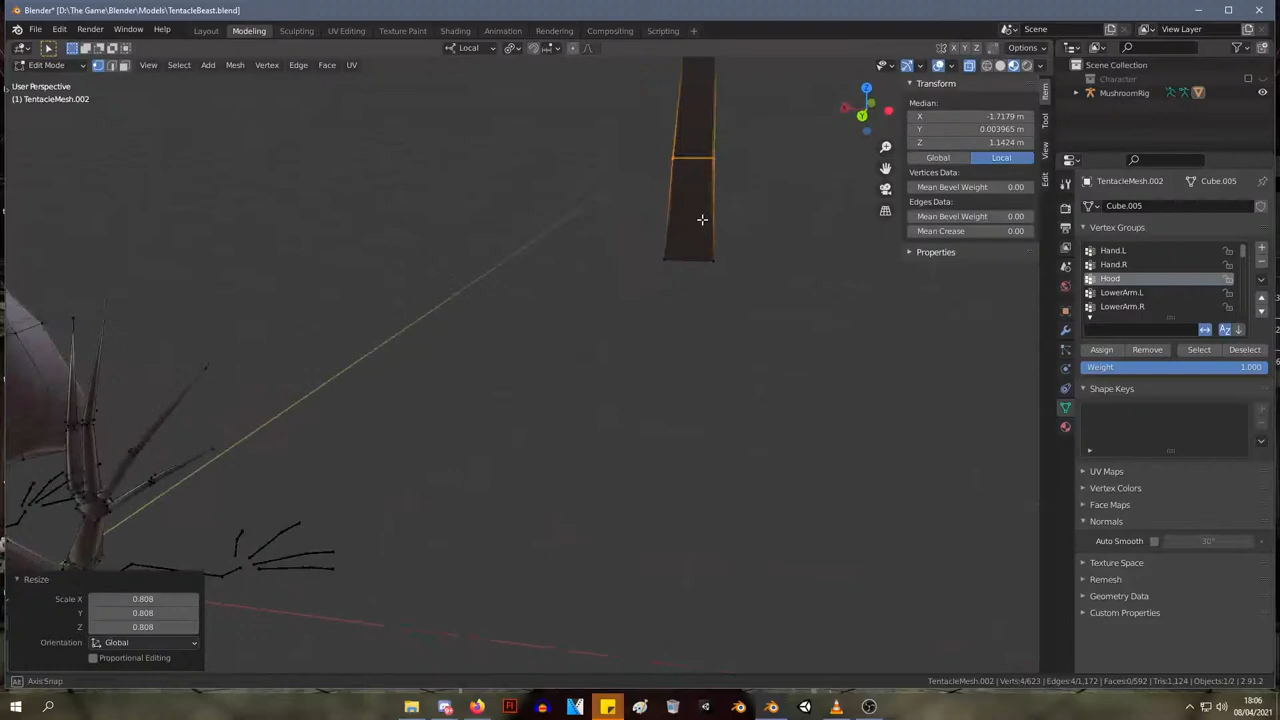 Blender* [D:\The Game\Blender\Models\TentacleBeast.blend]
File Edit Render Window Help
Layout Modeling Sculpting UV Editing Texture Paint Shading Animation Rendering Compositing Scripting +
Scene View Layer
Local Options
Edit Mode View Select Add Mesh Vertex Edge Face UV
X Y Z
User Perspective
(1) TentacleMesh.002
Z
Y
Transform
Median:
X -1.7179 m
Y 0.003965 m
Z 1.1424 m
Global Local
Vertices Data:
Mean Bevel Weight 0.00
Edges Data:
Mean Bevel Weight 0.00
Mean Crease 0.00
Properties
Item
Tool
View
Edit
Scene Collection
Character
MushroomRig
TentacleMesh.002 Cube.005
Cube.005
Vertex Groups
Hand.L
Hand.R
Hood
LowerArm.L
LowerArm.R
Assign Remove Select Deselect
Weight 1.000
Shape Keys
UV Maps
Vertex Colors
Face Maps
Normals
Auto Smooth 30°
Texture Space
Remesh
Geometry Data
Custom Properties
Resize
Scale X 0.808
Y 0.808
Z 0.808
Orientation Global
Proportional Editing
Axis Snap
TentacleMesh.002 | Verts:4/623 | Edges:4/1,172 | Faces:0/592 | Tris:1,124 | Objects:1/2 | 2.91.2
18:06
08/04/2021